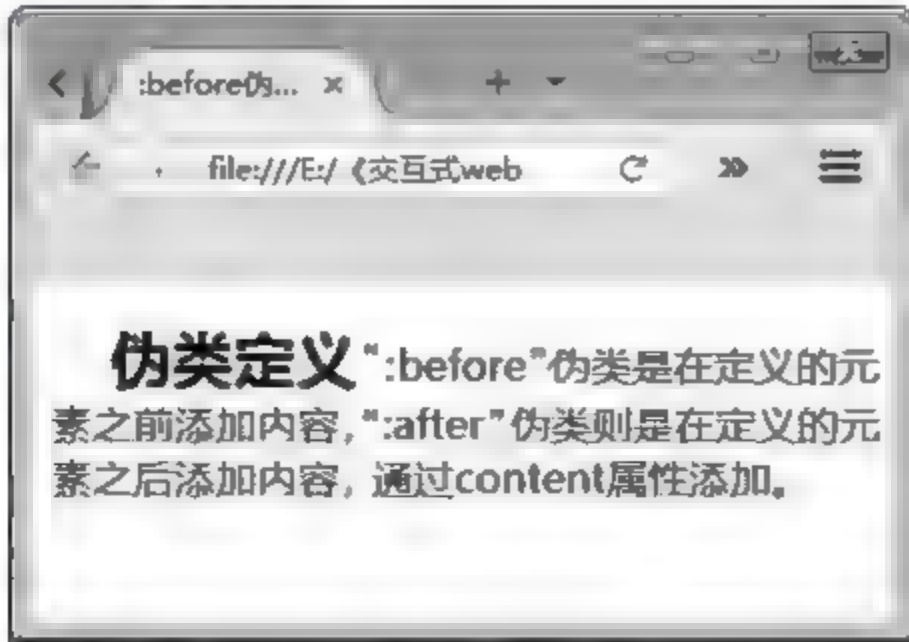 :before伪...
file:///E:/《交互式web
伪类定义“:before”伪类是在定义的元
素之前添加内容,“:after”伪类则是在定义的元
素之后添加内容, 通过content属性添加。